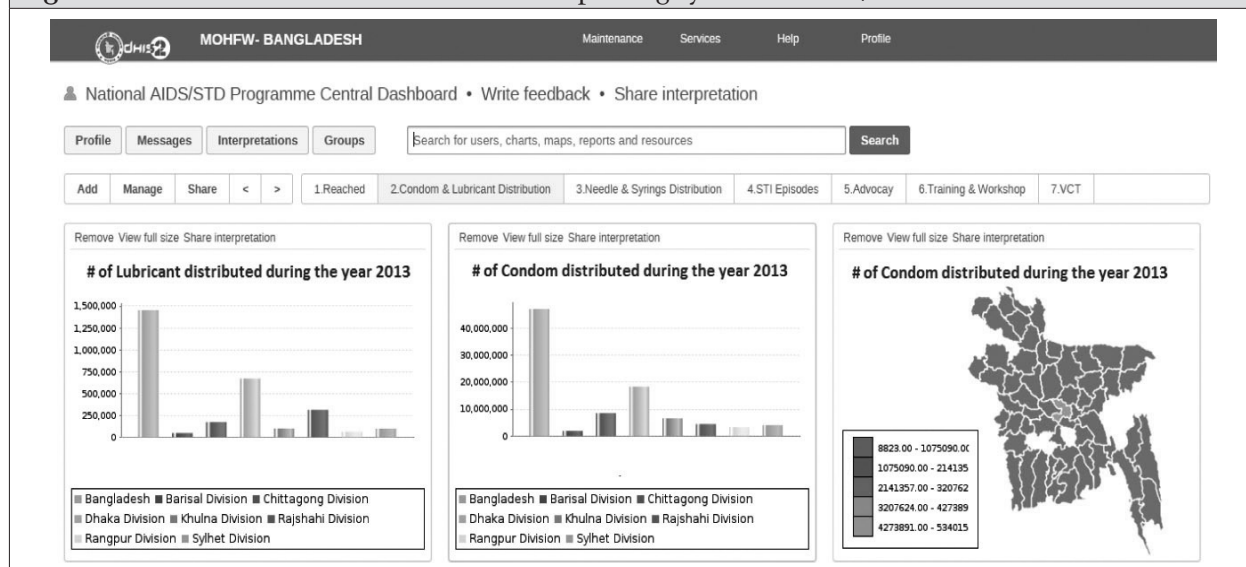 dHIS2
MOHFW- BANGLADESH
Maintenance Services Help Profile
National AIDS/STD Programme Central Dashboard • Write feedback • Share interpretation
Profile Messages Interpretations Groups Search for users, charts, maps, reports and resources Search
Add Manage Share < > 1.Reached 2.Condom & Lubricant Distribution 3.Needle & Syrings Distribution 4.STI Episodes 5.Advocay 6.Training & Workshop 7.VCT
Remove View full size Share interpretation
# of Lubricant distributed during the year 2013
1,500,000
1,250,000
1,000,000
750,000
500,000
250,000
0
Bangladesh Barisal Division Chittagong Division
Dhaka Division Khulna Division Rajshahi Division
Rangpur Division Sylhet Division
Remove View full size Share interpretation
# of Condom distributed during the year 2013
40,000,000
30,000,000
20,000,000
10,000,000
0
Bangladesh Barisal Division Chittagong Division
Dhaka Division Khulna Division Rajshahi Division
Rangpur Division Sylhet Division
Remove View full size Share interpretation
# of Condom distributed during the year 2013
8823.00 - 1075090.0
1075090.00 - 214135
2141357.00 - 320762
3207624.00 - 427389
4273891.00 - 534015